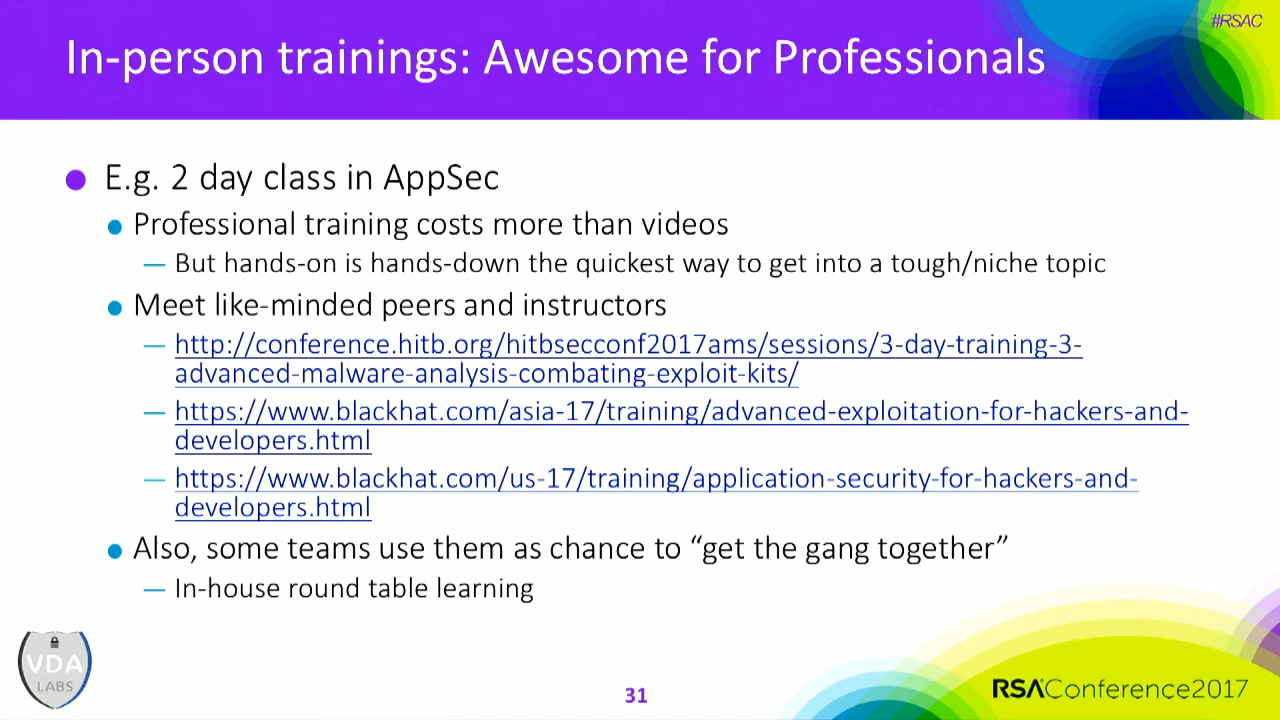 #RSAC
In-person trainings: Awesome for Professionals
E.g. 2 day class in AppSec
Professional training costs more than videos
— But hands-on is hands-down the quickest way to get into a tough/niche topic
Meet like-minded peers and instructors
— http://conference.hitb.org/hitbsecconf2017ams/sessions/3-day-training-3-
advanced-malware-analysis-combating-exploit-kits/
— https://www.blackhat.com/asia-17/training/advanced-exploitation-for-hackers-and-
developers.html
— https://www.blackhat.com/us-17/training/application-security-for-hackers-and-
developers.html
Also, some teams use them as chance to “get the gang together”
— In-house round table learning
VDA
LABS
31
RSAConference2017